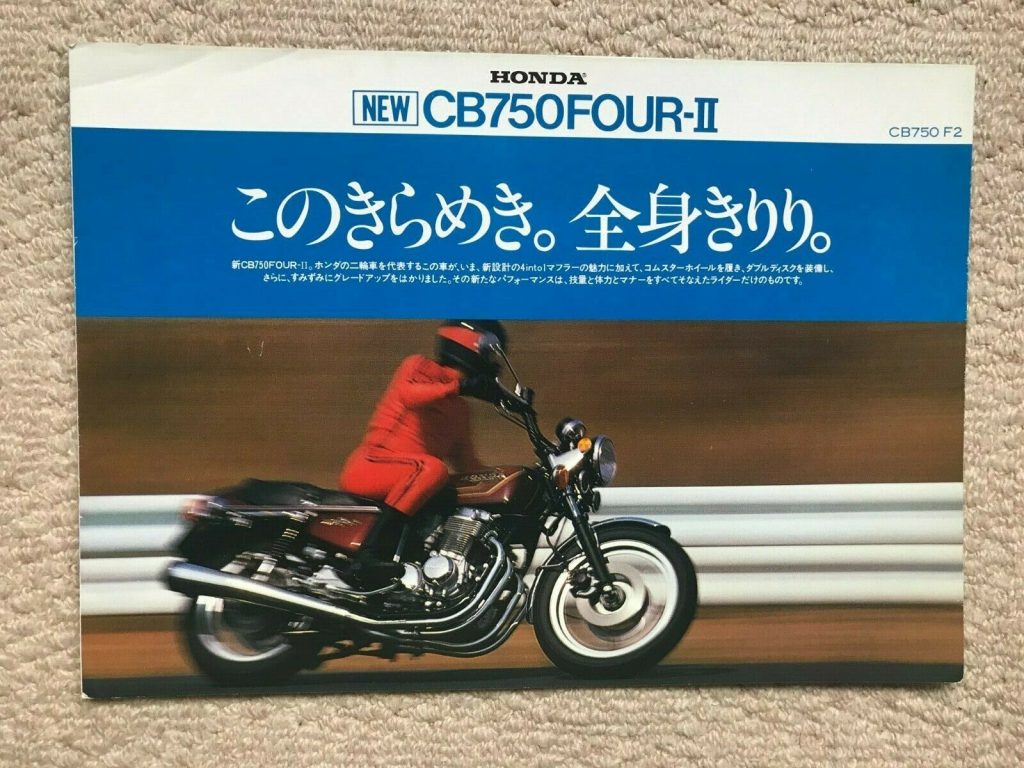 HONDA
NEW CB750FOUR-II
CB750 F2
このきらめき。全身きりり。
新CB750FOUR-II。ホンダの二輪車を代表するこの車が、いま、新設計の4into1マフラーの魅力に加えて、コムスターホイールを履き、ダブルディスクを装備し、
さらに、すみずみにグレードアップをはかりました。その新たなパフォーマンスは、技量と体力とマナーをすべてそなえたライダーだけのものです。